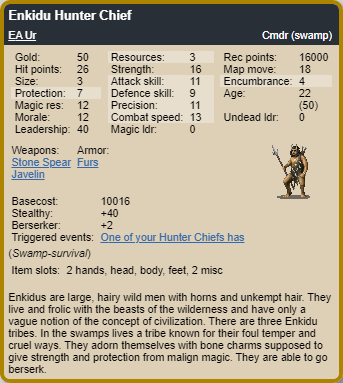 Enkidu Hunter Chief
EA Ur Cmdr (swamp)
Gold: 50 Resources: 3 Rec points: 16000
Hit points: 26 Strength: 16 Map move: 18
Size: 3 Attack skill: 11 Encumbrance: 4
Protection: 7 Defence skill: 9 Age: 22
Magic res: 12 Precision: 11 (50)
Morale: 12 Combat speed: 13 Undead ldr: 0
Leadership: 40 Magic ldr: 0
Weapons: Armor:
Stone Spear Furs
Javelin
Basecost: 10016
Stealthy: +40
Berserker: +2
Triggered events: One of your Hunter Chiefs has
(Swamp-survival)
Item slots: 2 hands, head, body, feet, 2 misc
Enkidus are large, hairy wild men with horns and unkempt hair. They
live and frolic with the beasts of the wilderness and have only a
vague notion of the concept of civilization. There are three Enkidu
tribes. In the swamps lives a tribe known for their foul temper and
cruel ways. They adorn themselves with bone charms supposed to
give strength and protection from malign magic. They are able to go
berserk.